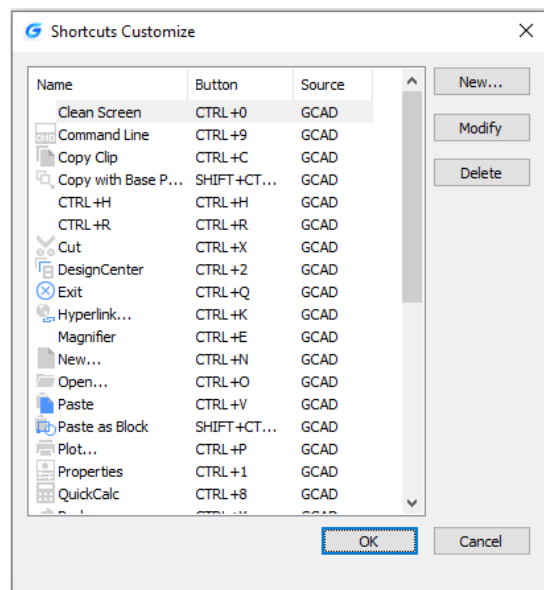 Shortcuts Customize
Name Button Source
Clean Screen CTRL+0 GCAD
CMD Command Line CTRL+9 GCAD
Copy Clip CTRL+C GCAD
Copy with Base P... SHIFT+CT... GCAD
CTRL+H CTRL+H GCAD
CTRL+R CTRL+R GCAD
Cut CTRL+X GCAD
DesignCenter CTRL+2 GCAD
Exit CTRL+Q GCAD
Hyperlink... CTRL+K GCAD
Magnifier CTRL+E GCAD
New... CTRL+N GCAD
Open... CTRL+O GCAD
Paste CTRL+V GCAD
Paste as Block SHIFT+CT... GCAD
Plot... CTRL+P GCAD
Properties CTRL+1 GCAD
QuickCalc CTRL+8 GCAD
New...
Modify
Delete
OK Cancel